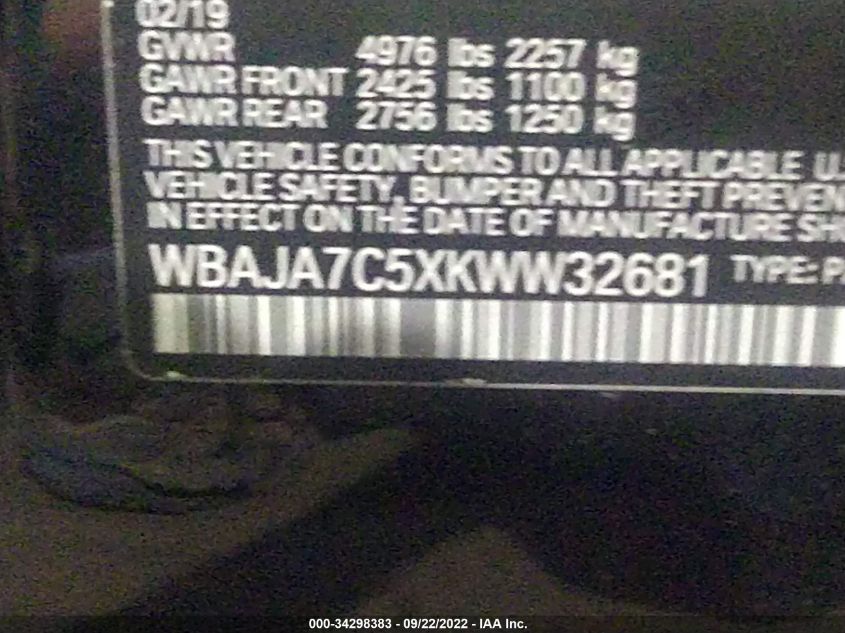 02/19
GVWR 4976 lbs 2257 kg
GAWR FRONT 2425 lbs 1100 kg
GAWR REAR 2756 lbs 1250 kg
THIS VEHICLE CONFORMS TO ALL APPLICABLE U.
VEHICLE SAFETY, BUMPER AND THEFT PREVEN
IN EFFECT ON THE DATE OF MANUFACTURE SH
WBAJA7C5XKWW32681 TYPE: P
000-34298383 - 09/22/2022 - IAA Inc.